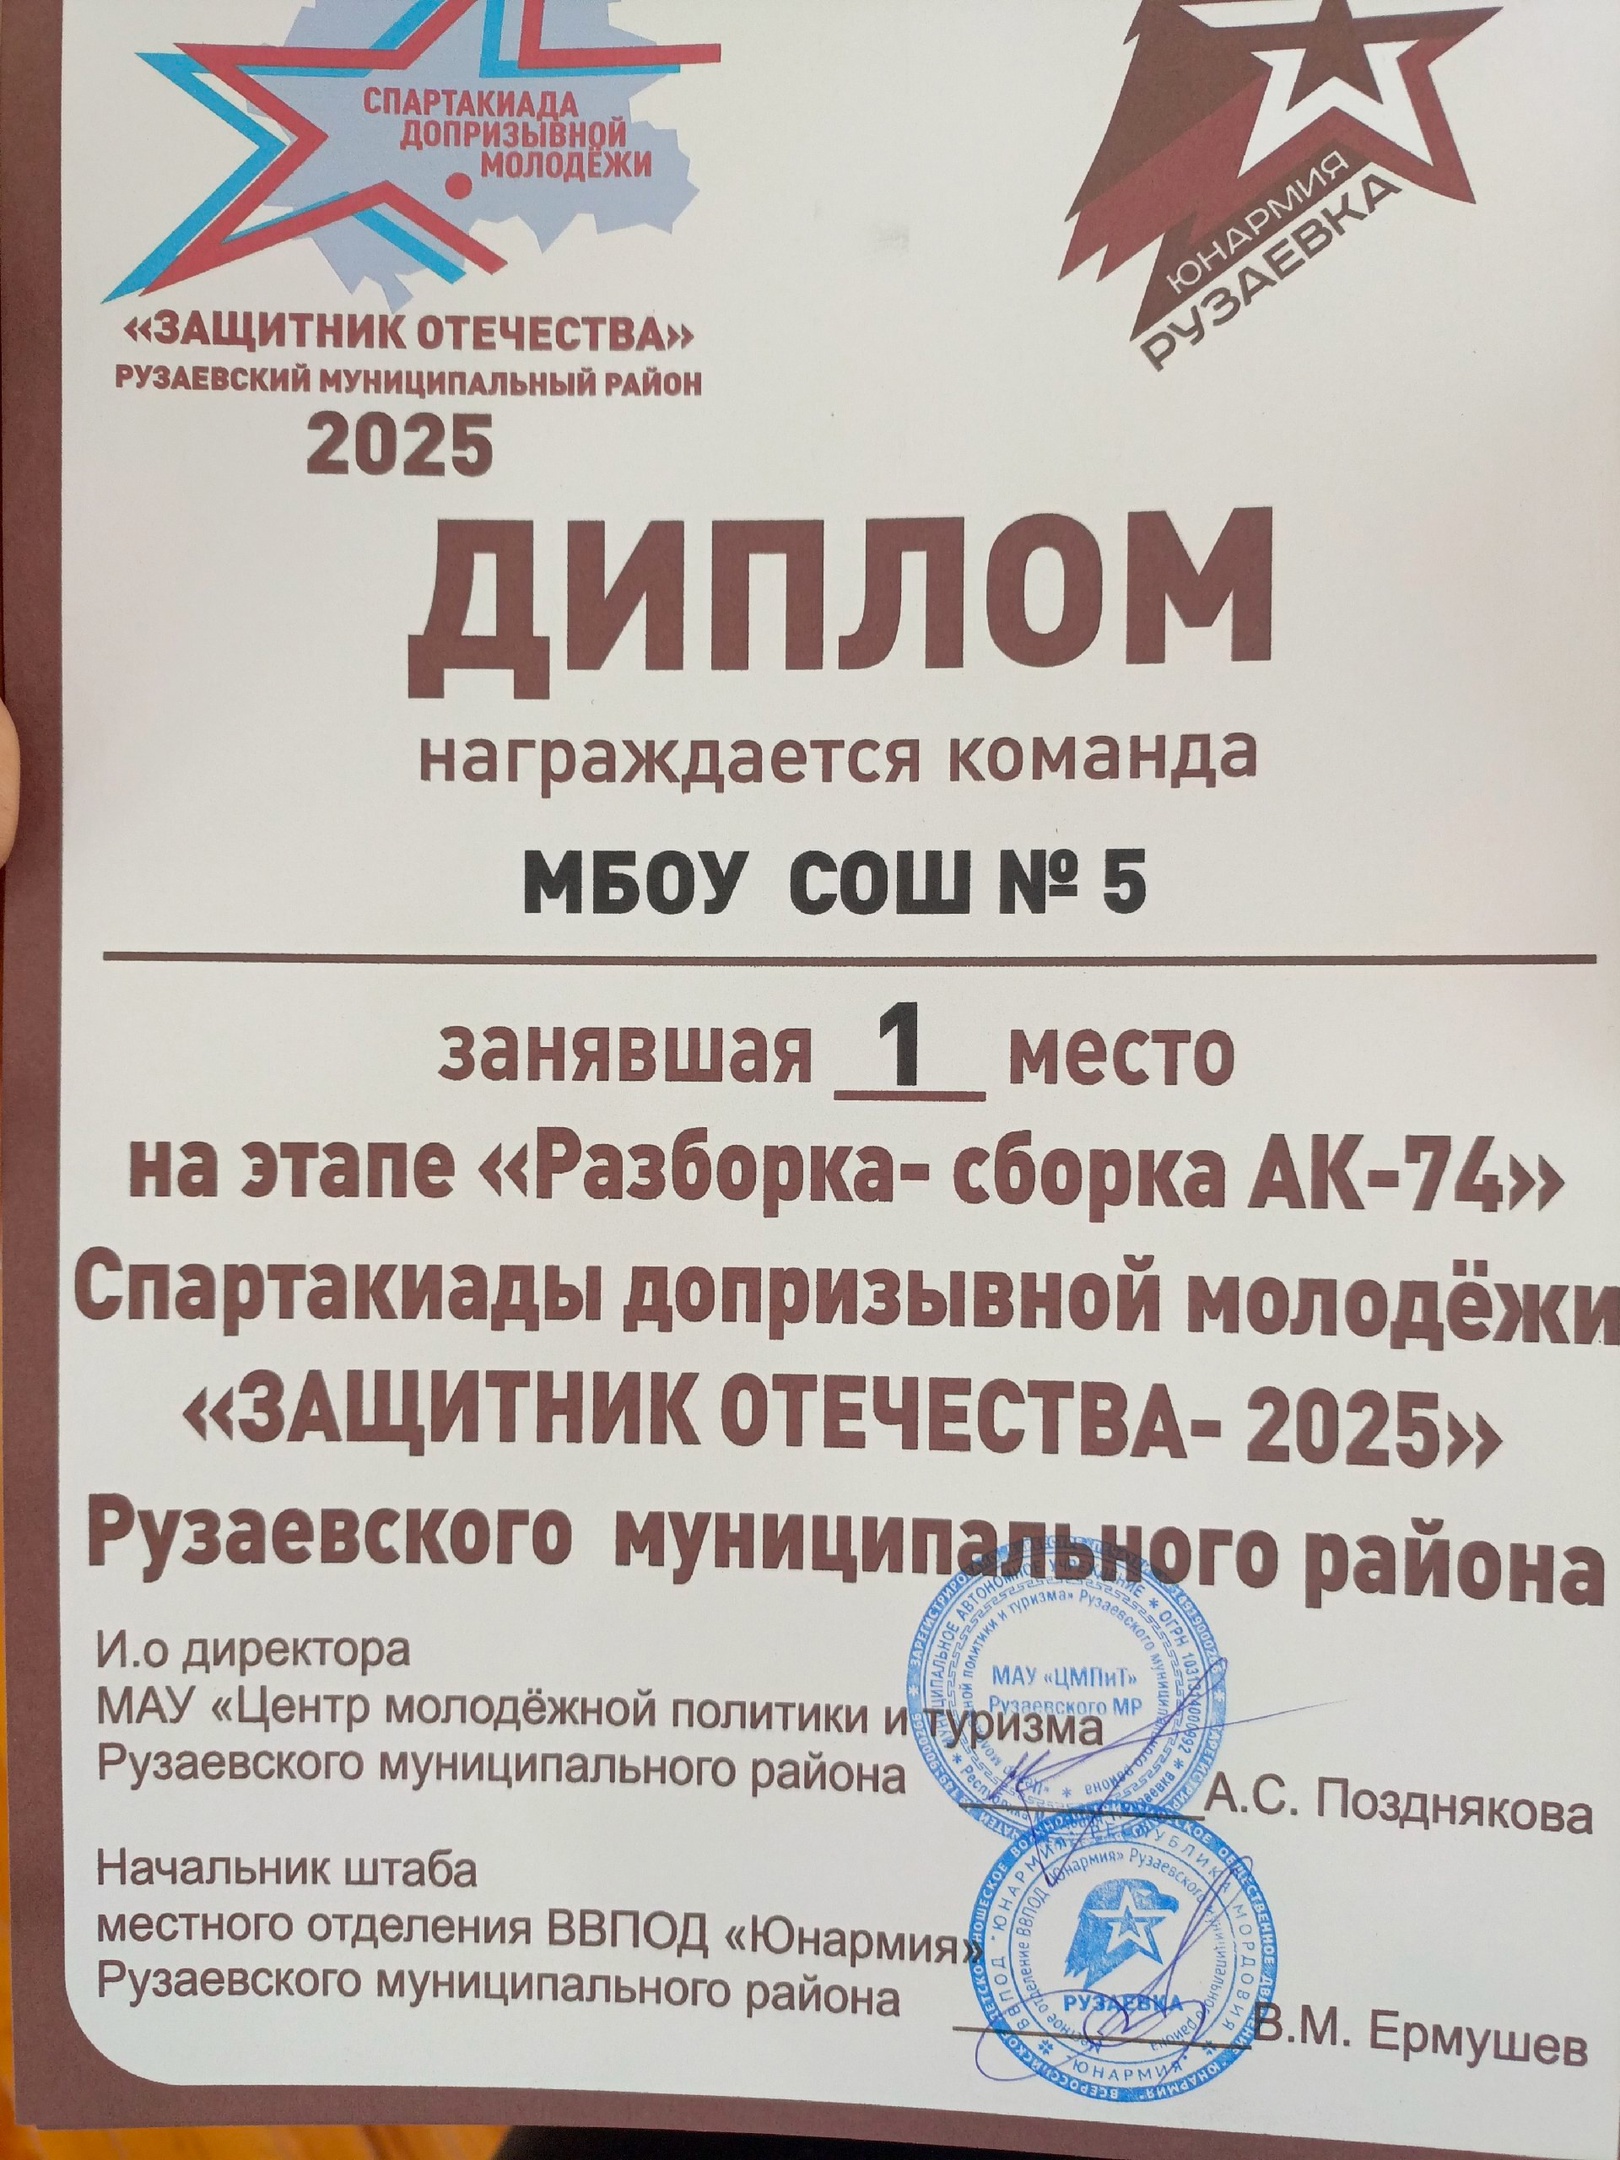 СПАРТАКИАДА
ДОПРИЗЫВНОЙ
МОЛОДЁЖИ
«ЗАЩИТНИК ОТЕЧЕСТВА»
РУЗАЕВСКИЙ МУНИЦИПАЛЬНЫЙ РАЙОН
2025
ЮНАРМИЯ
РУЗАЕВКА
ДИПЛОМ
награждается команда
МБОУ СОШ № 5
занявшая 1 место
на этапе «Разборка- сборка АК-74»
Спартакиады допризывной молодёжи
«ЗАЩИТНИК ОТЕЧЕСТВА- 2025»
Рузаевского муниципального района
И.о директора
МАУ «Центр молодёжной политики и туризма
Рузаевского муниципального района
А.С. Позднякова
МАУ «ЦМПиТ»
Рузаевского МР
Начальник штаба
местного отделения ВВПОД «Юнармия»
Рузаевского муниципального района
В.М. Ермушев
РУЗАЕВКА
"ЮНАРМИЯ"